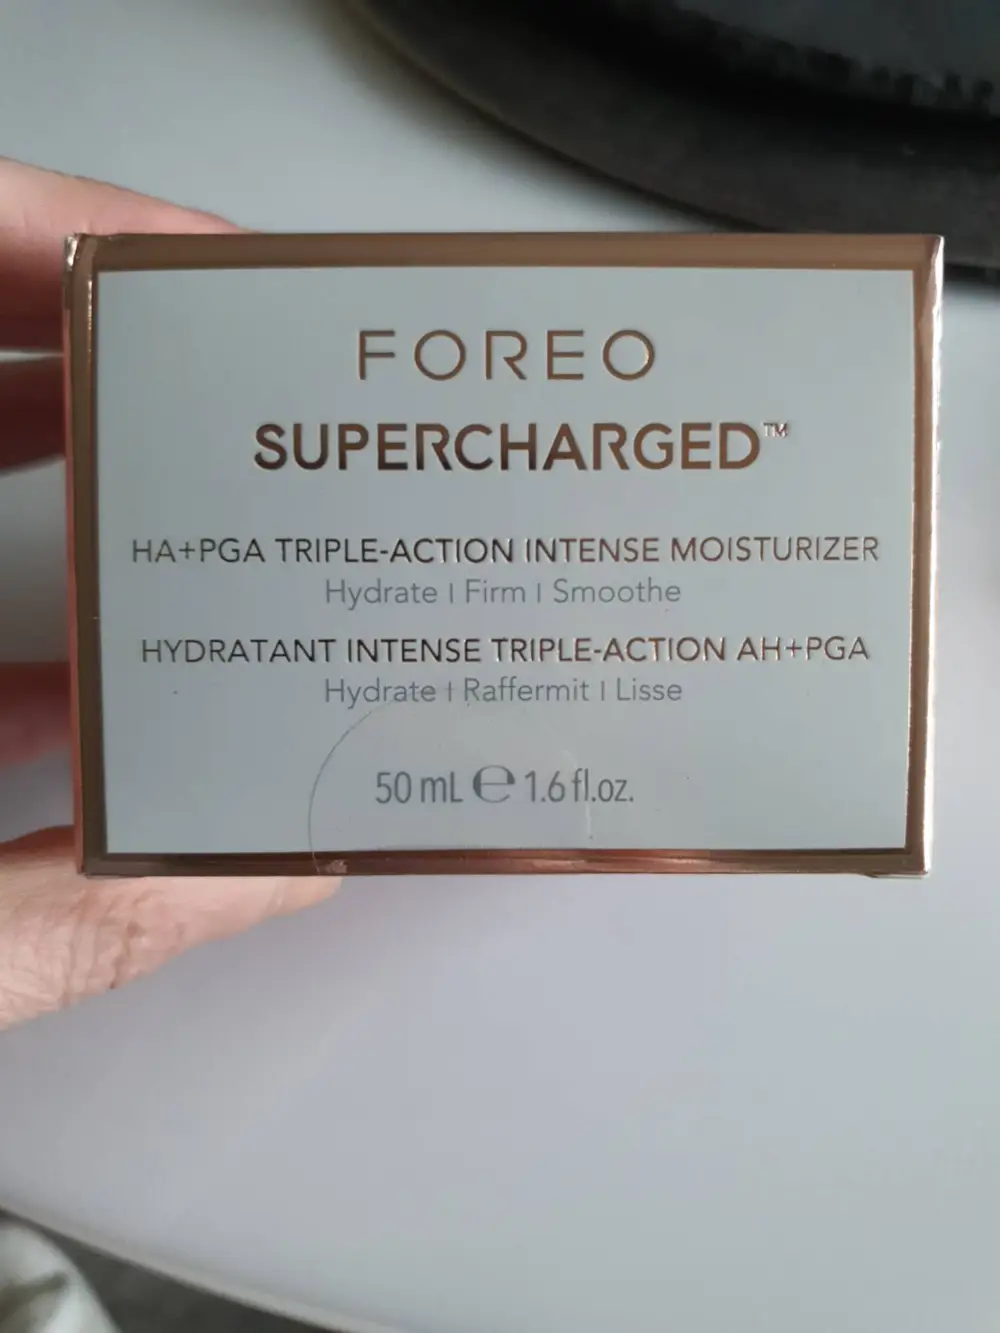 FOREO
SUPERCHARGED™
HA+PGA TRIPLE-ACTION INTENSE MOISTURIZER
Hydrate | Firm | Smoothe
HYDRATANT INTENSE TRIPLE-ACTION AH+PGA
Hydrate | Raffermit | Lisse
50 mL ℮ 1.6 fl.oz.